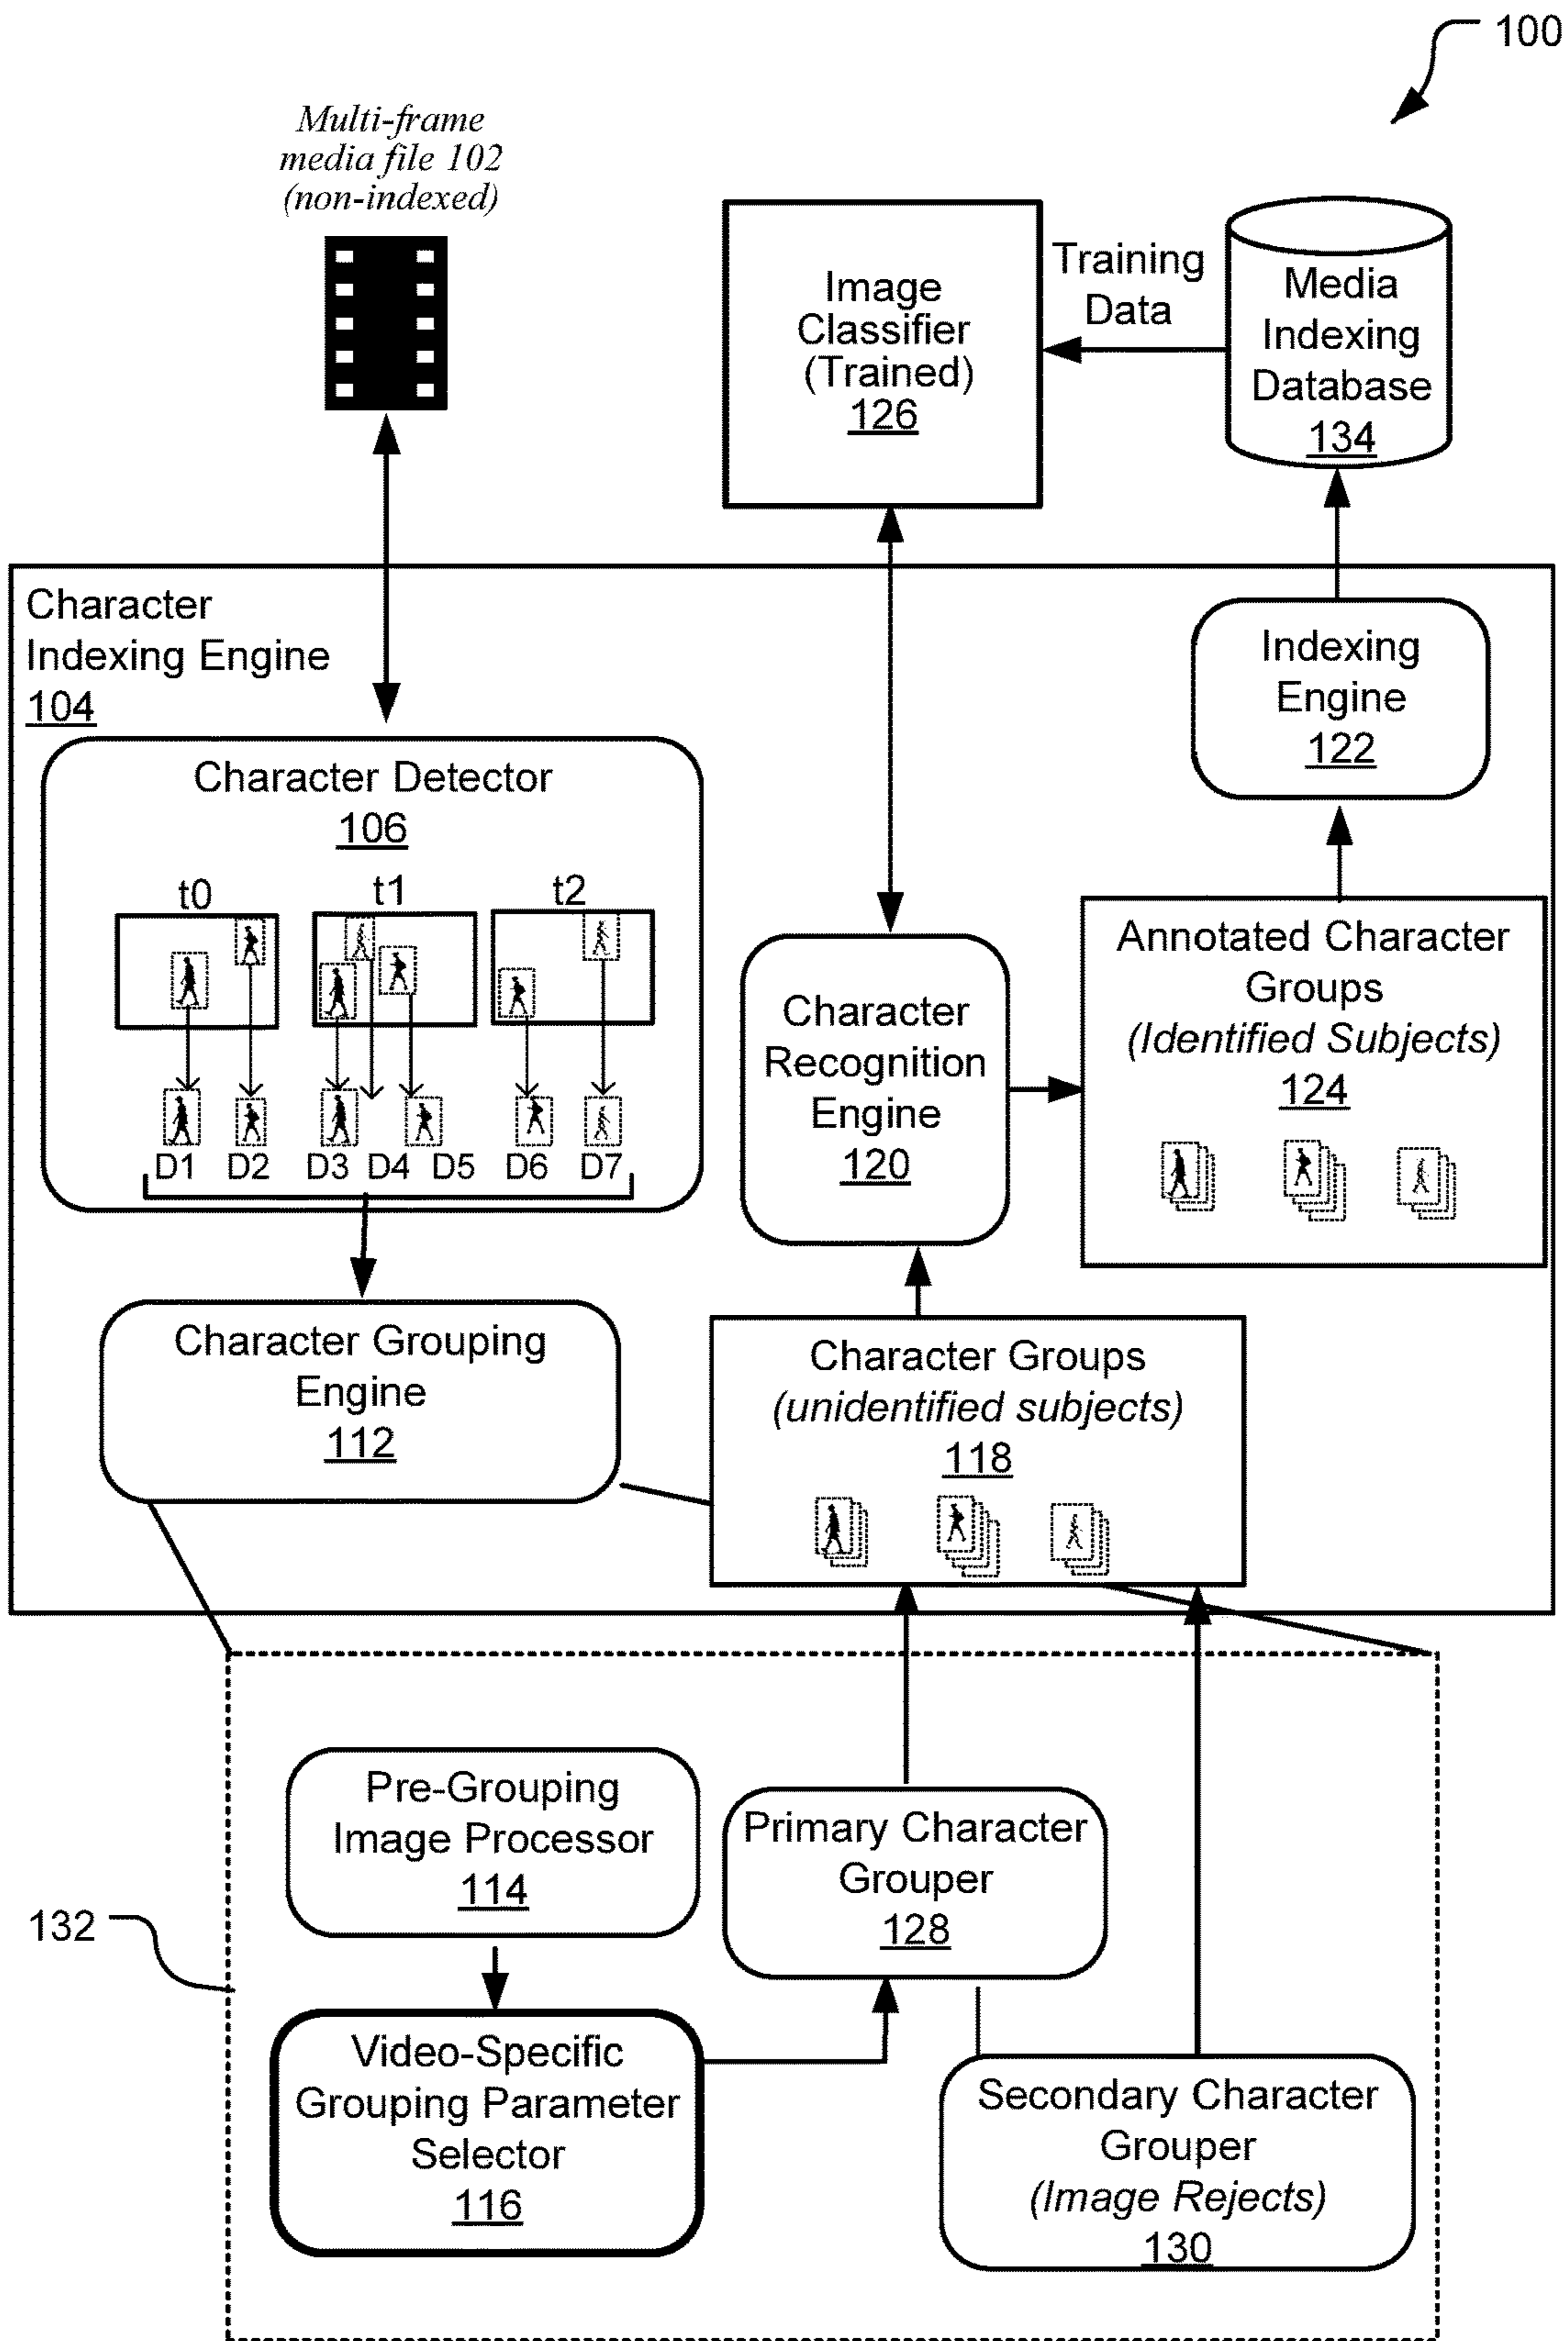 100
Multi-frame
media file 102
(non-indexed)
Image
Classifier
(Trained)
126
Training
Data
Media
Indexing
Database
134
Character
Indexing Engine
104
Indexing
Engine
122
Character Detector
106
t0 t1 t2
D1 D2 D3 D4 D5 D6 D7
Character
Recognition
Engine
120
Annotated Character
Groups
(Identified Subjects)
124
Character Grouping
Engine
112
Character Groups
(unidentified subjects)
118
132
Pre-Grouping
Image Processor
114
Primary Character
Grouper
128
Video-Specific
Grouping Parameter
Selector
116
Secondary Character
Grouper
(Image Rejects)
130